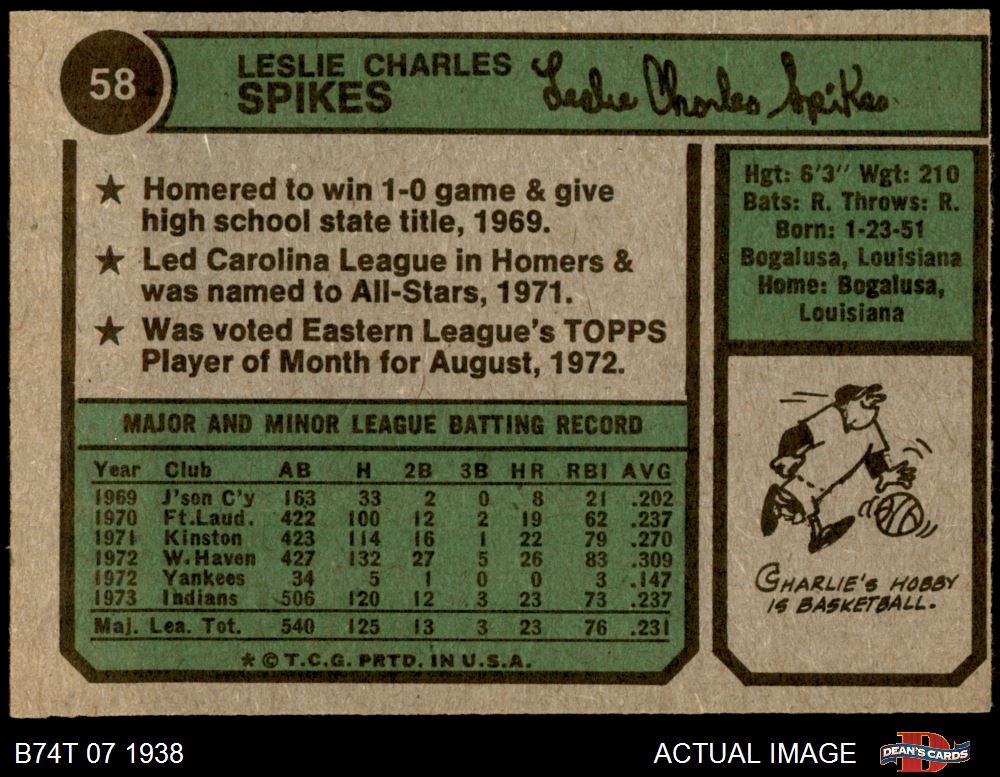 58
LESLIE CHARLES
SPIKES
Leslie Charles Spikes
★ Homered to win 1-0 game & give
high school state title, 1969.
★ Led Carolina League in Homers &
was named to All-Stars, 1971.
★ Was voted Eastern League's TOPPS
Player of Month for August, 1972.
Hgt: 6'3" Wgt: 210
Bats: R. Throws: R.
Born: 1-23-51
Bogalusa, Louisiana
Home: Bogalusa,
Louisiana
MAJOR AND MINOR LEAGUE BATTING RECORD
Year Club AB H 2B 3B HR RBI AVG
1969 J'son C'y 163 33 2 0 8 21 .202
1970 Ft.Laud. 422 100 12 2 19 62 .237
1971 Kinston 423 114 16 1 22 79 .270
1972 W.Haven 427 132 27 5 26 83 .309
1972 Yankees 34 5 1 0 0 3 .147
1973 Indians 506 120 12 3 23 73 .237
Maj. Lea. Tot. 540 125 13 3 23 76 .231
* © T.C.G. PRTD. IN U.S.A.
CHARLIE'S HOBBY
IS BASKETBALL.
B74T 07 1938
ACTUAL IMAGE
D
DEAN'S CARDS